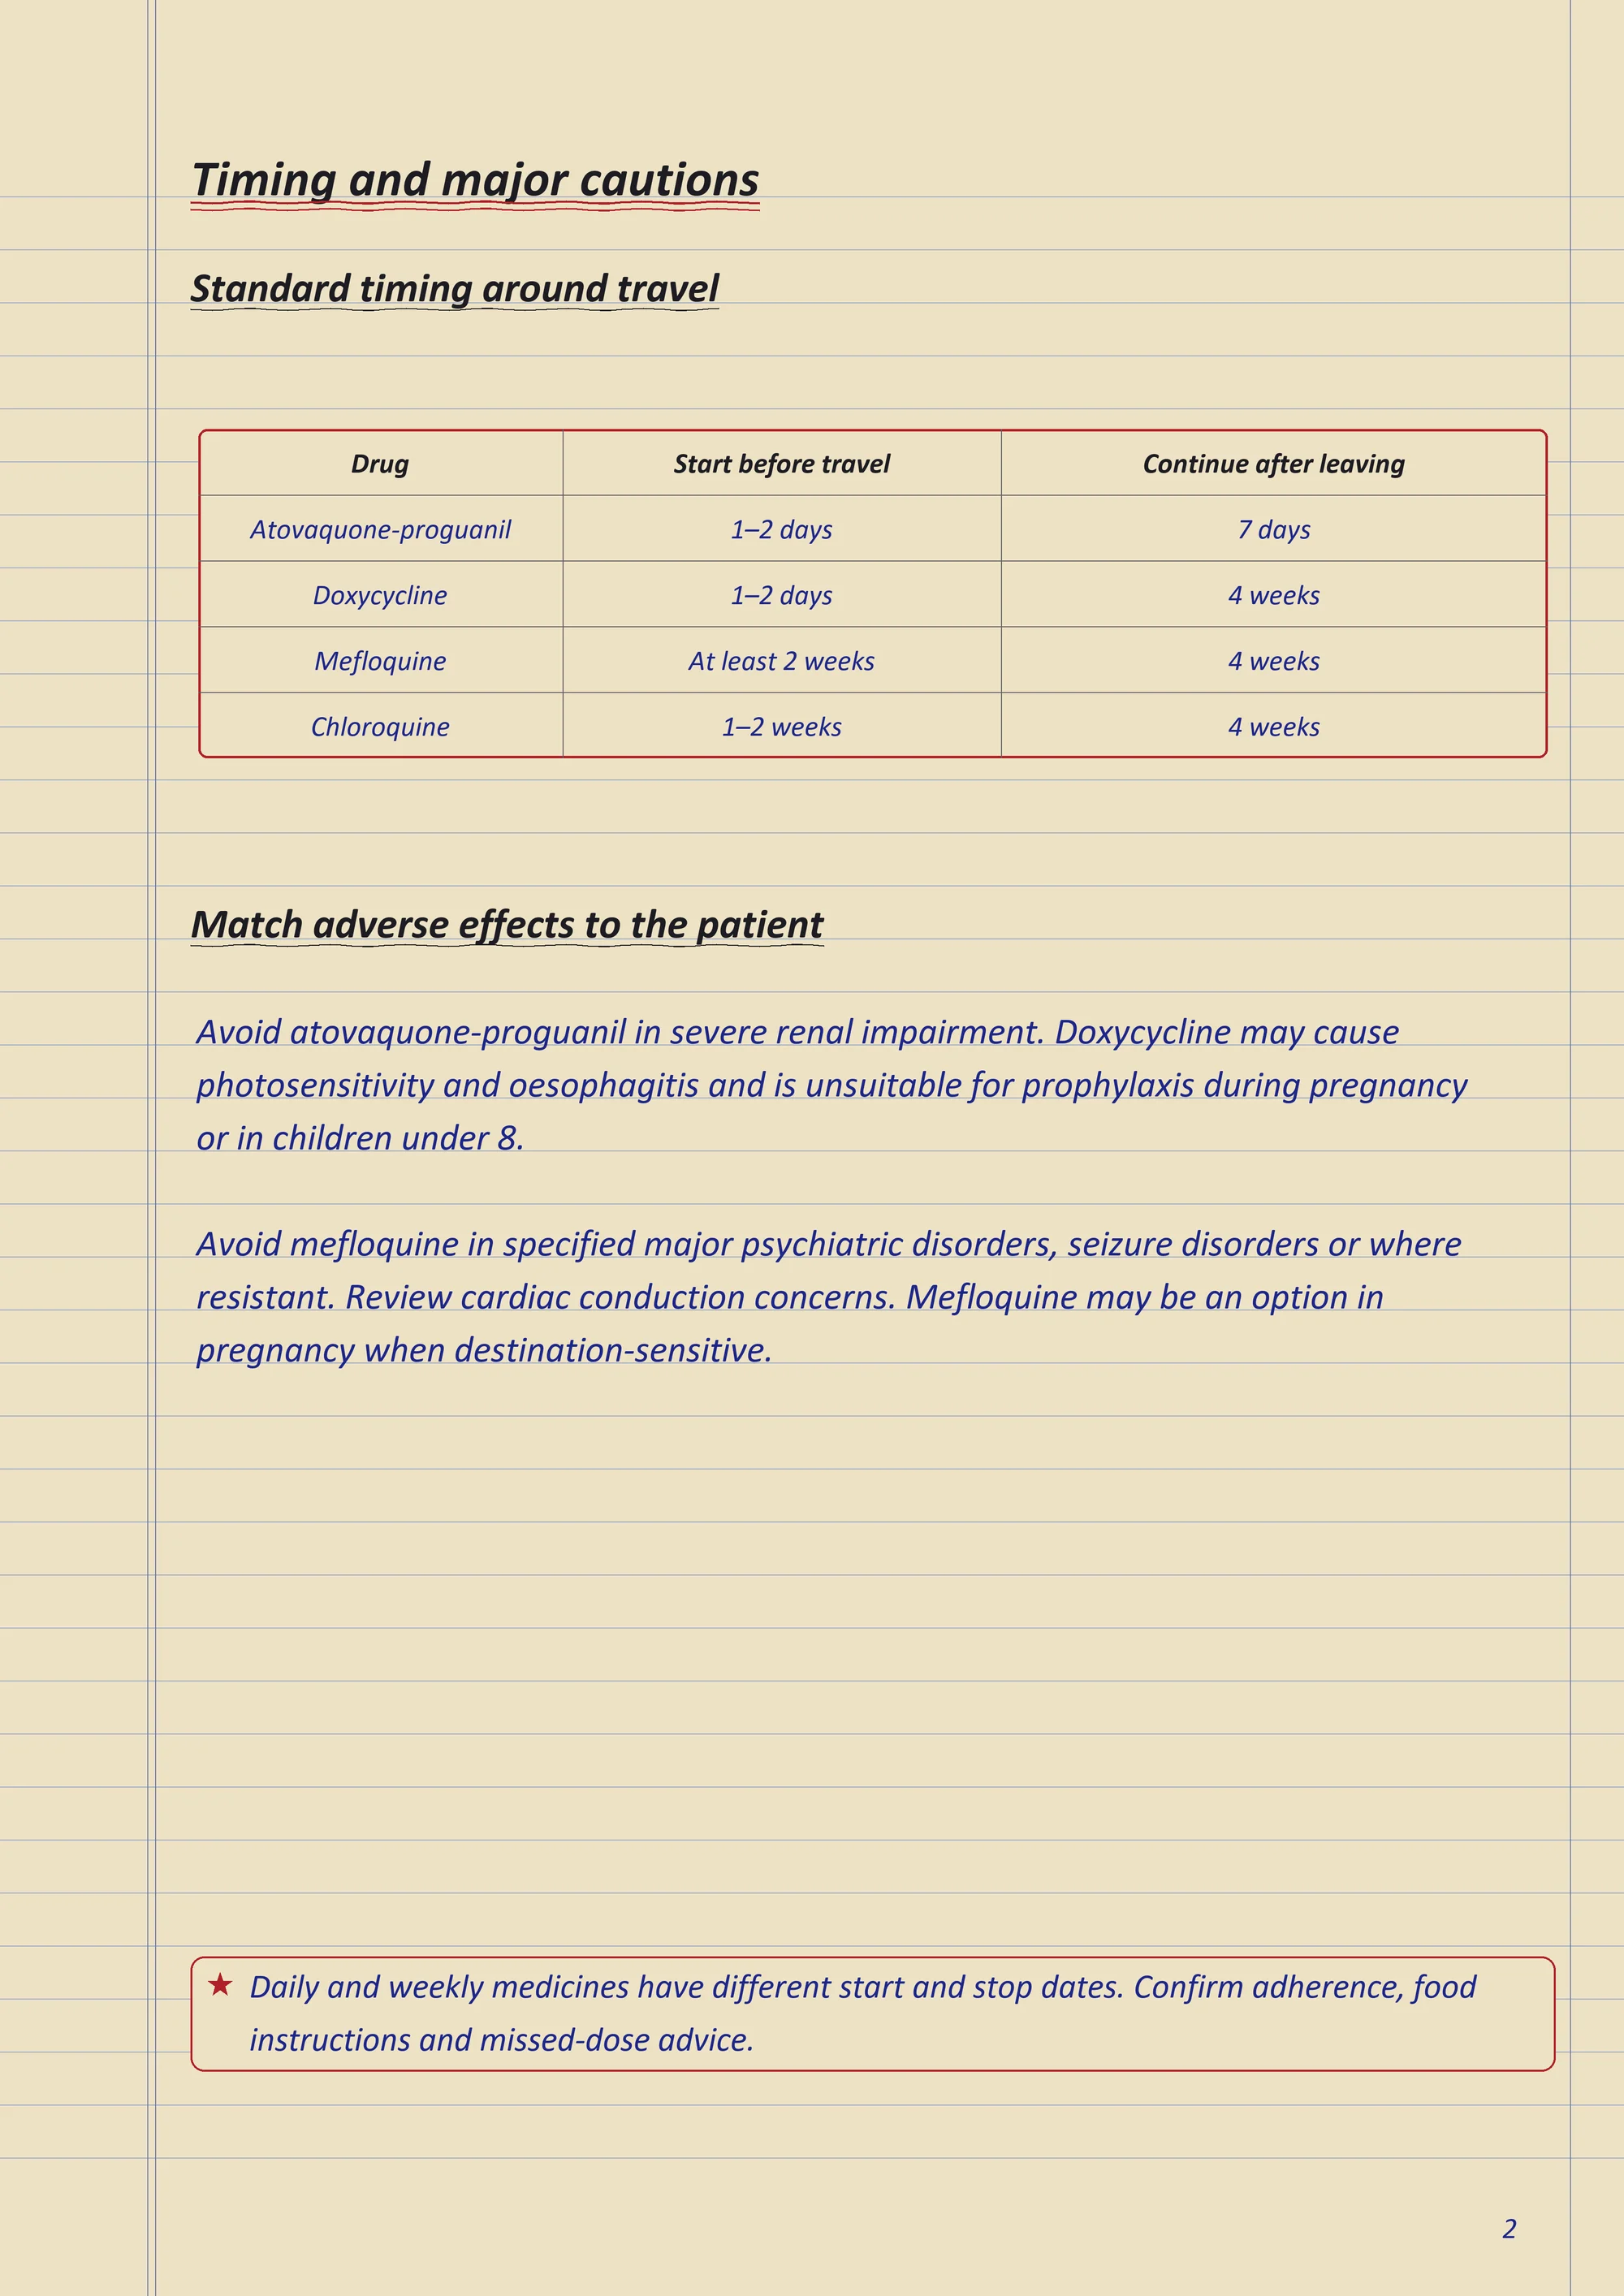 Timing and major cautions
Standard timing around travel
Drug Start before travel Continue after leaving
Atovaquone-proguanil 1–2 days 7 days
Doxycycline 1–2 days 4 weeks
Mefloquine At least 2 weeks 4 weeks
Chloroquine 1–2 weeks 4 weeks
Match adverse effects to the patient
Avoid atovaquone-proguanil in severe renal impairment. Doxycycline may cause
photosensitivity and oesophagitis and is unsuitable for prophylaxis during pregnancy
or in children under 8.
Avoid mefloquine in specified major psychiatric disorders, seizure disorders or where
resistant. Review cardiac conduction concerns. Mefloquine may be an option in
pregnancy when destination-sensitive.
★ Daily and weekly medicines have different start and stop dates. Confirm adherence, food
instructions and missed-dose advice.
2